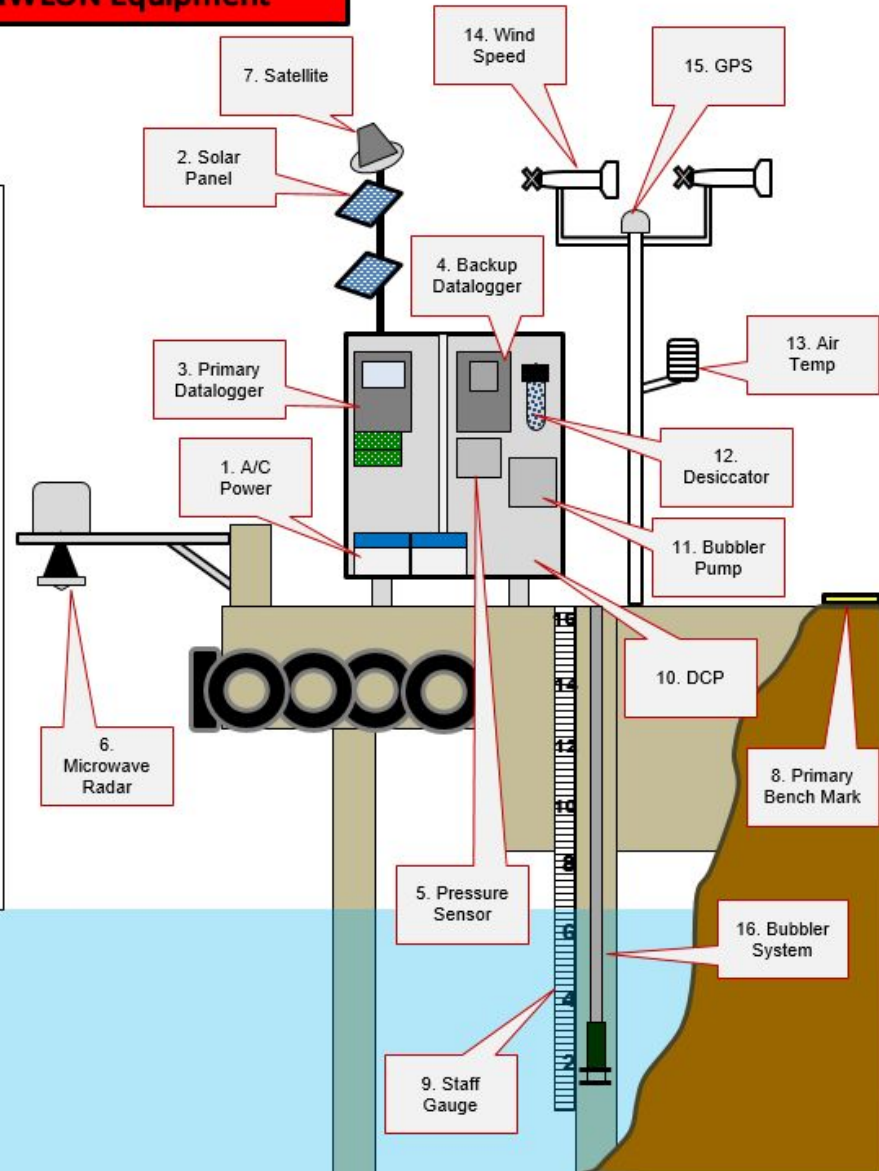 NWLON Equipment
14. Wind
Speed
7. Satellite
15. GPS
2. Solar
Panel
4. Backup
Datalogger
3. Primary
Datalogger
13. Air
Temp
1. A/C
Power
12.
Desiccator
11. Bubbler
Pump
10. DCP
6.
Microwave
Radar
8. Primary
Bench Mark
5. Pressure
Sensor
16. Bubbler
System
9. Staff
Gauge
16
14
12
10
8
6
4
2